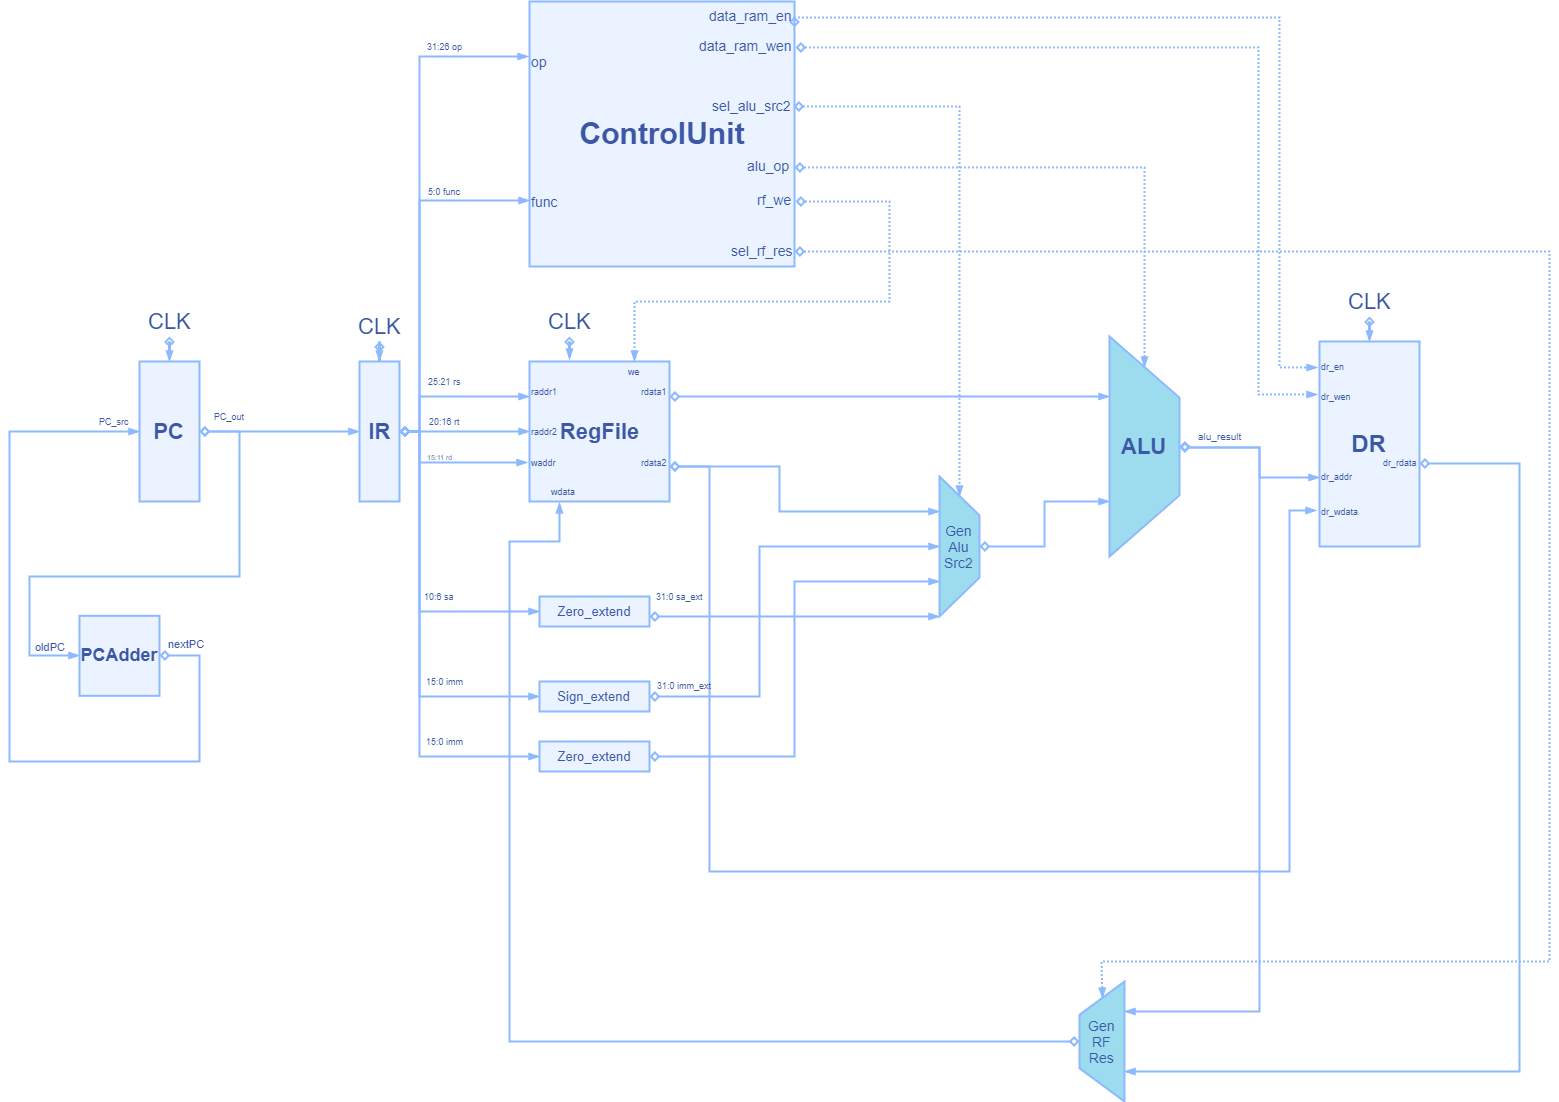 data_ram_en
data_ram_wen
31:26 op
op
sel_alu_src2
ControlUnit
alu_op
5:0 func
func
rf_we
sel_rf_res
CLK
CLK
CLK
CLK
PC_src
PC
PC_out
IR
25:21 rs
20:16 rt
15:11 rd
we
raddr1
rdata1
raddr2
RegFile
waddr
rdata2
wdata
ALU
alu_result
dr_en
dr_wen
DR
dr_rdata
dr_addr
dr_wdata
Gen
Alu
Src2
10:6 sa
Zero_extend
31:0 sa_ext
oldPC
PCAdder
nextPC
15:0 imm
Sign_extend
31:0 imm_ext
15:0 imm
Zero_extend
Gen
RF
Res